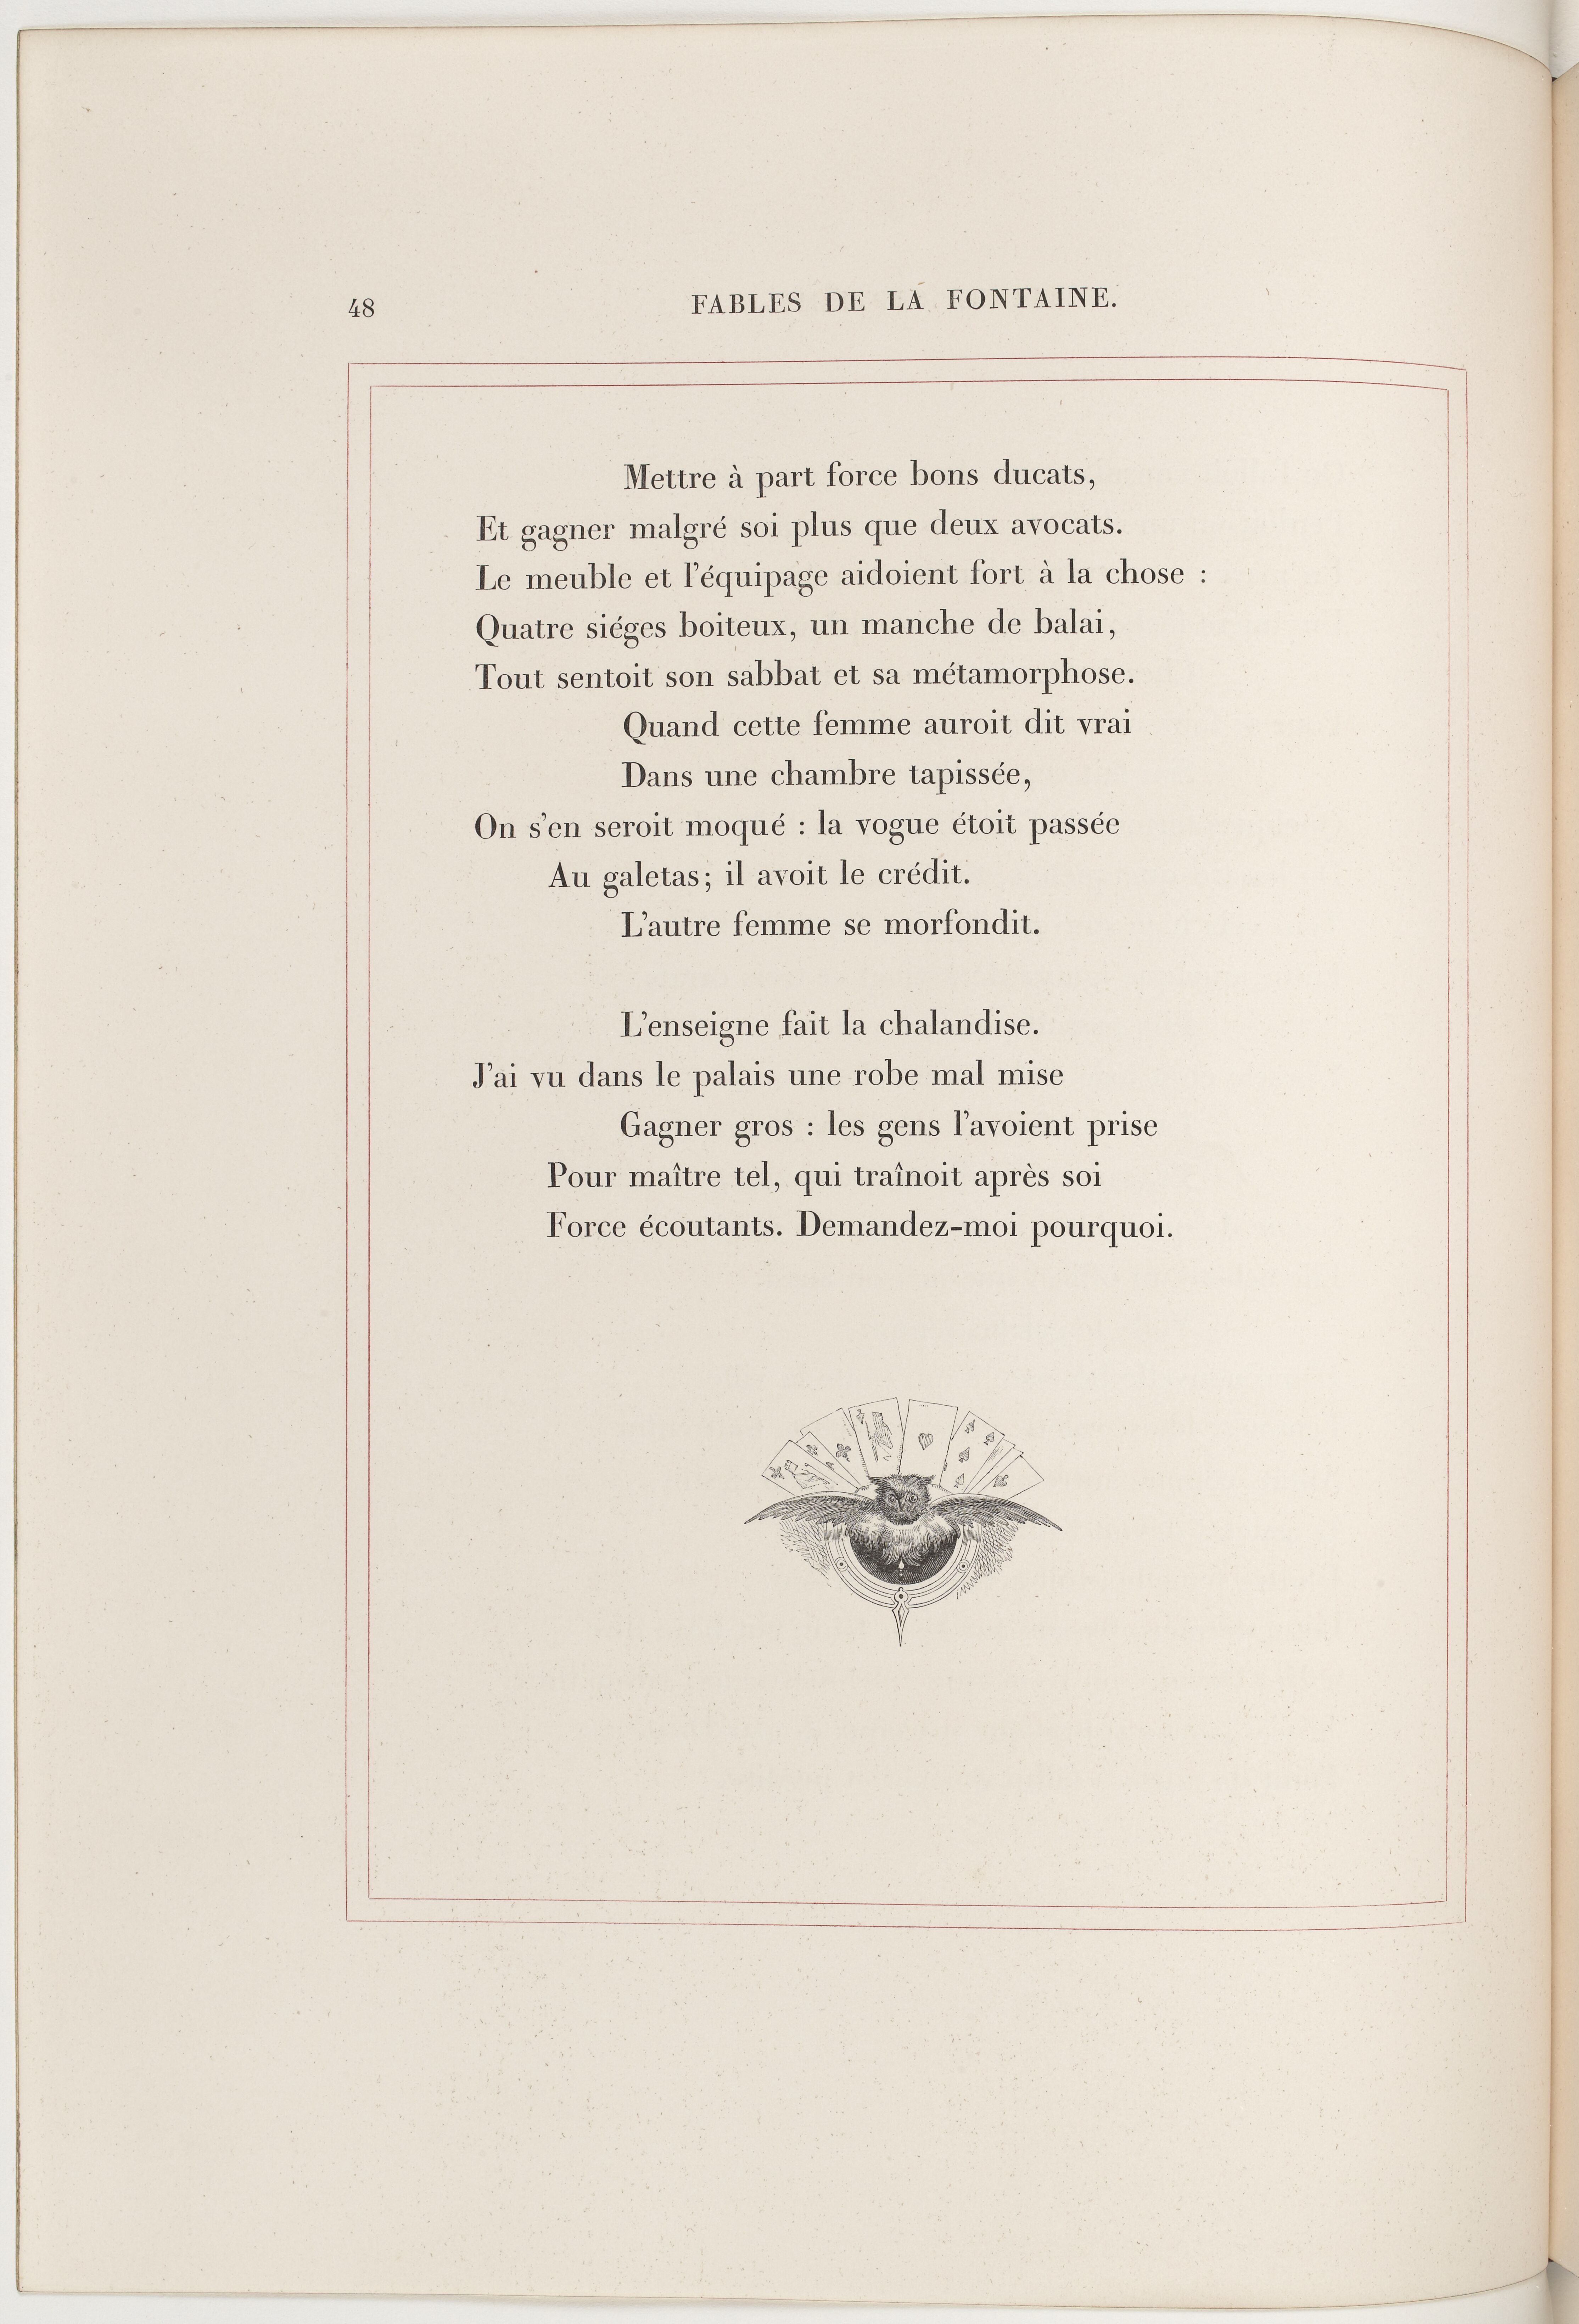 48
FABLES DE LA FONTAINE.
Mettre à part force bons ducats,
Et gagner malgré soi plus que deux avocats.
Le meuble et l'équipage aidoient fort à la chose :
Quatre siéges boiteux, un manche de balai,
Tout sentoit son sabbat et sa métamorphose.
Quand cette femme auroit dit vrai
Dans une chambre tapissée,
On s'en seroit moqué : la vogue étoit passée
Au galetas; il avoit le crédit.
L'autre femme se morfondit.
L'enseigne fait la chalandise.
J'ai vu dans le palais une robe mal mise
Gagner gros : les gens l'avoient prise
Pour maître tel, qui traînoit après soi
Force écoutants. Demandez-moi pourquoi.